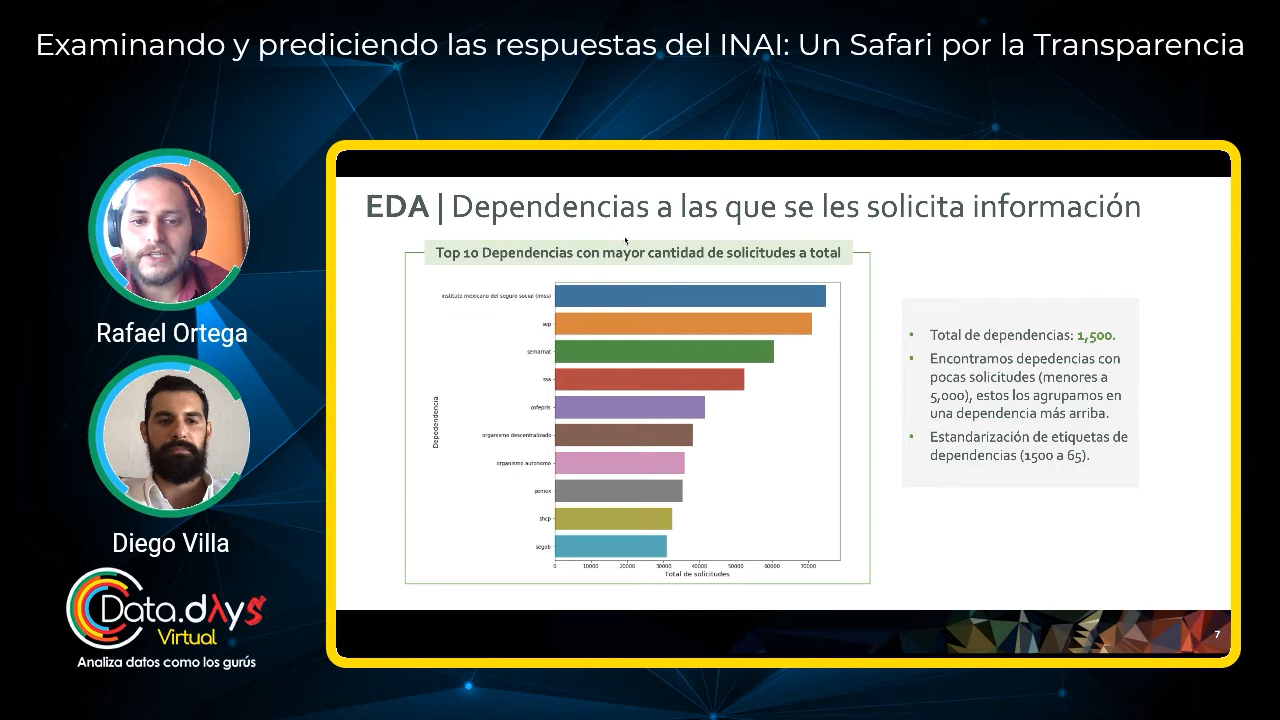 Examinando y prediciendo las respuestas del INAI: Un Safari por la Transparencia
Rafael Ortega
Diego Villa
Data.dAys
Virtual
Analiza datos como los gurús
EDA | Dependencias a las que se les solicita información
Top 10 Dependencias con mayor cantidad de solicitudes a total
Dependencia
instituto mexicano del seguro social (imss)
sep
semarnat
ssa
cofepris
organismo descentralizado
organismo autonomo
pemex
shcp
segob
0 10000 20000 30000 40000 50000 60000 70000
Total de solicitudes
• Total de dependencias: 1,500.
• Encontramos depedencias con
pocas solicitudes (menores a
5,000), estos los agrupamos en
una dependencia más arriba.
• Estandarización de etiquetas de
dependencias (1500 a 65).
7